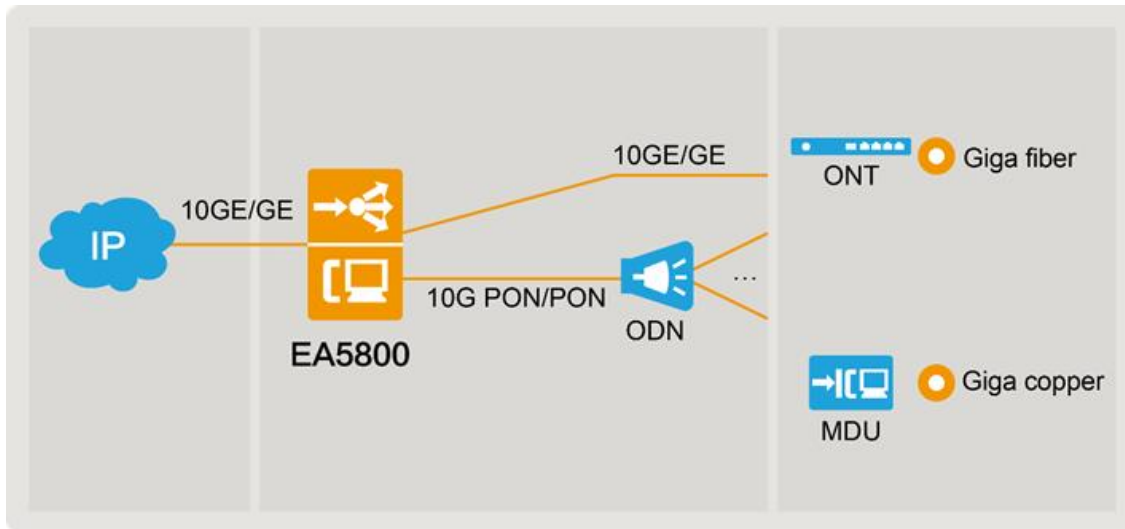 IP
10GE/GE
EA5800
10GE/GE
10G PON/PON
ODN
...
ONT
Giga fiber
MDU
Giga copper